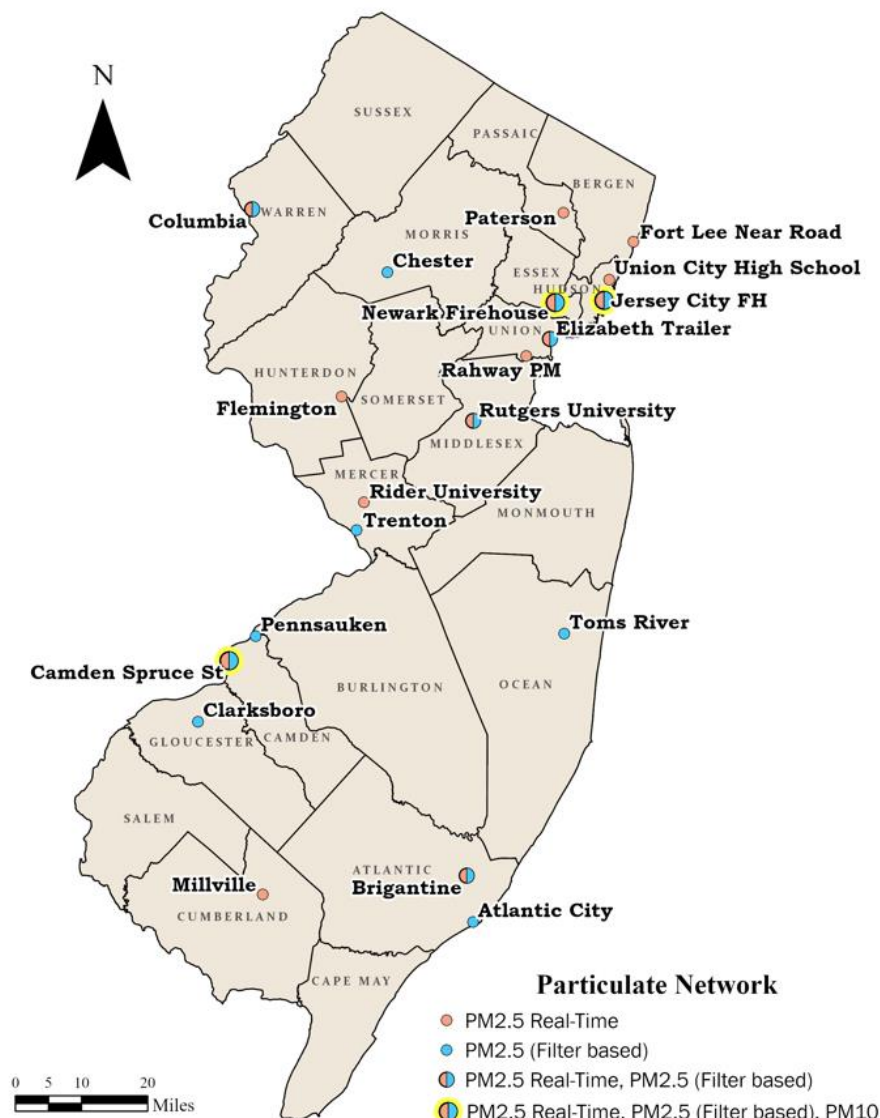 N
SUSSEX
PASSAIC
BERGEN
Columbia
WARREN
Paterson
MORRIS
Fort Lee Near Road
Chester
ESSEX
Union City High School
HUDSON
Jersey City FH
Newark Firehouse
UNION
Elizabeth Trailer
Rahway PM
HUNTERDON
Flemington
SOMERSET
Rutgers University
MIDDLESEX
MERCER
Rider University
MONMOUTH
Trenton
Pennsauken
Toms River
Camden Spruce St
BURLINGTON
OCEAN
Clarksboro
GLOUCESTER
CAMDEN
SALEM
ATLANTIC
Millville
Brigantine
CUMBERLAND
Atlantic City
CAPE MAY
Particulate Network
PM2.5 Real-Time
PM2.5 (Filter based)
PM2.5 Real-Time, PM2.5 (Filter based)
PM2.5 Real-Time, PM2.5 (Filter based), PM10
0 5 10 20
Miles